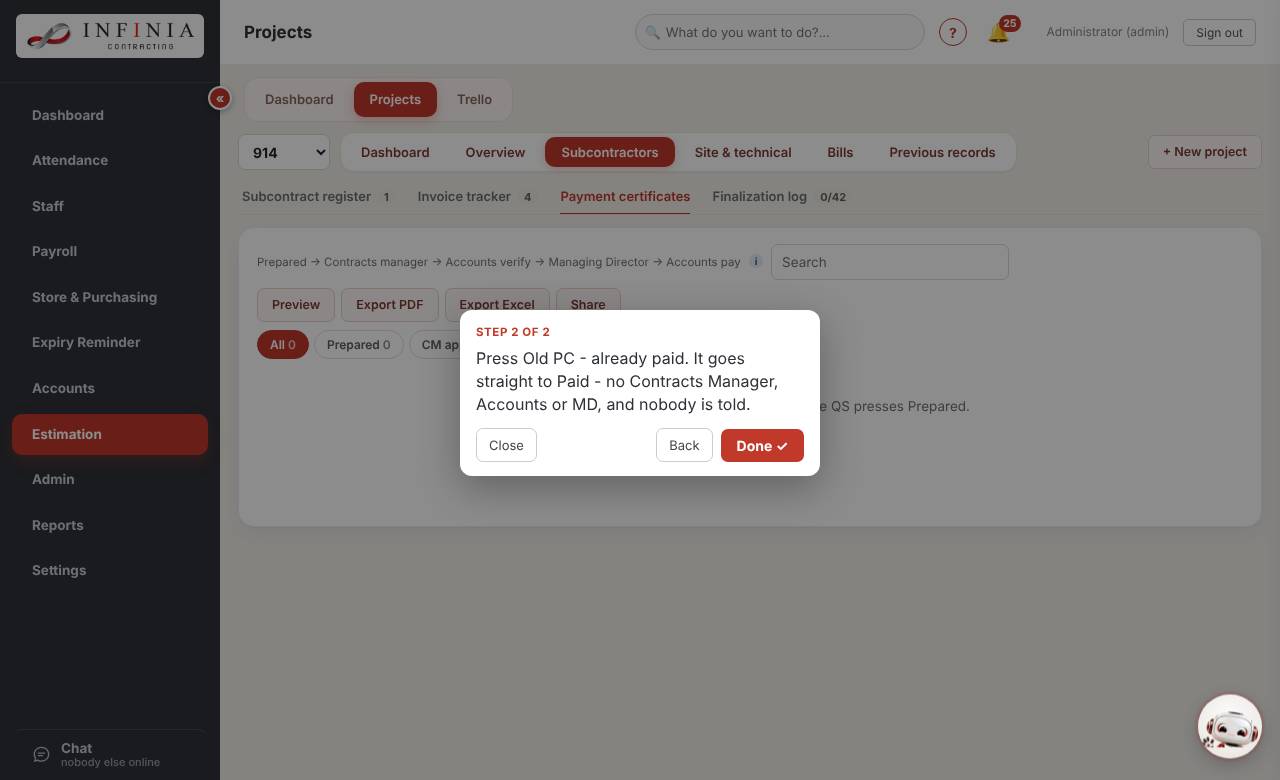 INFINIA
CONTRACTING
Projects
What do you want to do?...
?
25
Administrator (admin)
Sign out
«
Dashboard
Projects
Trello
914
Dashboard
Overview
Subcontractors
Site & technical
Bills
Previous records
+ New project
Subcontract register 1
Invoice tracker 4
Payment certificates
Finalization log 0/42
Prepared → Contracts manager → Accounts verify → Managing Director → Accounts pay
i
Search
Preview
Export PDF
Export Excel
Share
All 0
Prepared 0
CM ap
QS presses Prepared.
STEP 2 OF 2
Press Old PC - already paid. It goes
straight to Paid - no Contracts Manager,
Accounts or MD, and nobody is told.
Close
Back
Done ✓
Dashboard
Attendance
Staff
Payroll
Store & Purchasing
Expiry Reminder
Accounts
Estimation
Admin
Reports
Settings
Chat
nobody else online